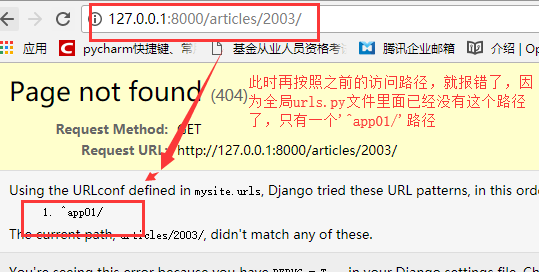 127.0.0.1:8000/articles/2003/
应用 pycharm快捷键、常 基金从业人员资格考 腾讯企业邮箱 介绍 | Op
Page not found (404)
此时再按照之前的访问路径，就报错了，因
为全局urls.py文件里面已经没有这个路径
了，只有一个'^app01/'路径
Request Method: GET
Request URL: http://127.0.0.1:8000/articles/2003/
Using the URLconf defined in mysite.urls, Django tried these URL patterns, in this orde
1. ^app01/
The current path, articles/2003/, didn't match any of these.
You're seeing this error because you have DEBUG = T in your Django settings file. Ch